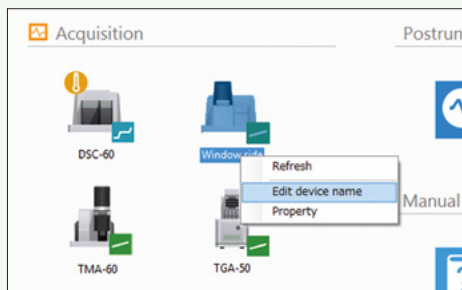 Acquisition
Postrun
DSC-60
Window side
Refresh
Edit device name
Property
Manual
TMA-60
TGA-50